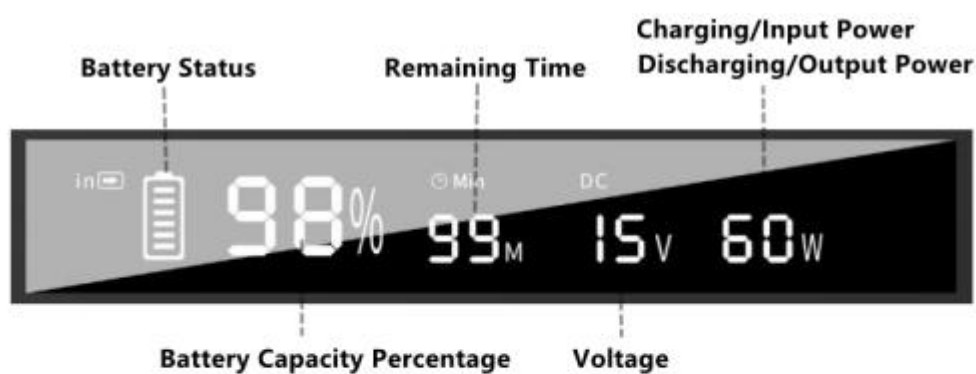 Charging/Input Power
Battery Status Remaining Time Discharging/Output Power
in Min DC
98% 99M 15V 60W
Battery Capacity Percentage Voltage